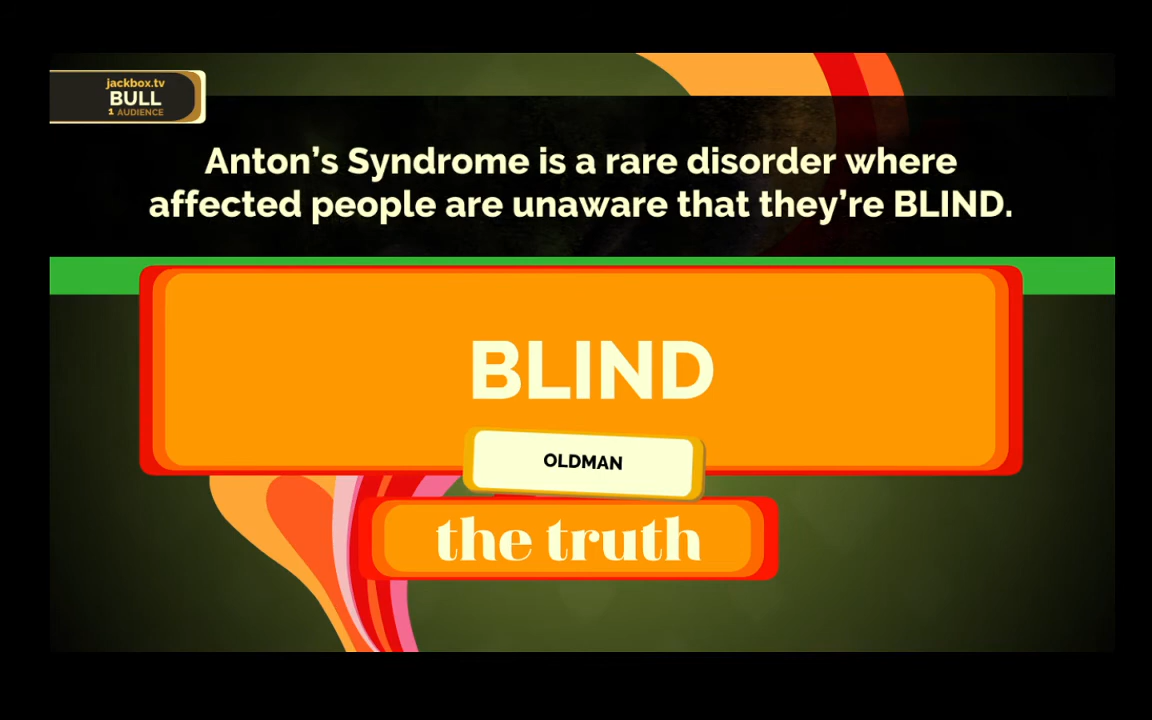 jackbox.tv
BULL
1 AUDIENCE
Anton's Syndrome is a rare disorder where
affected people are unaware that they're BLIND.
BLIND
OLDMAN
the truth